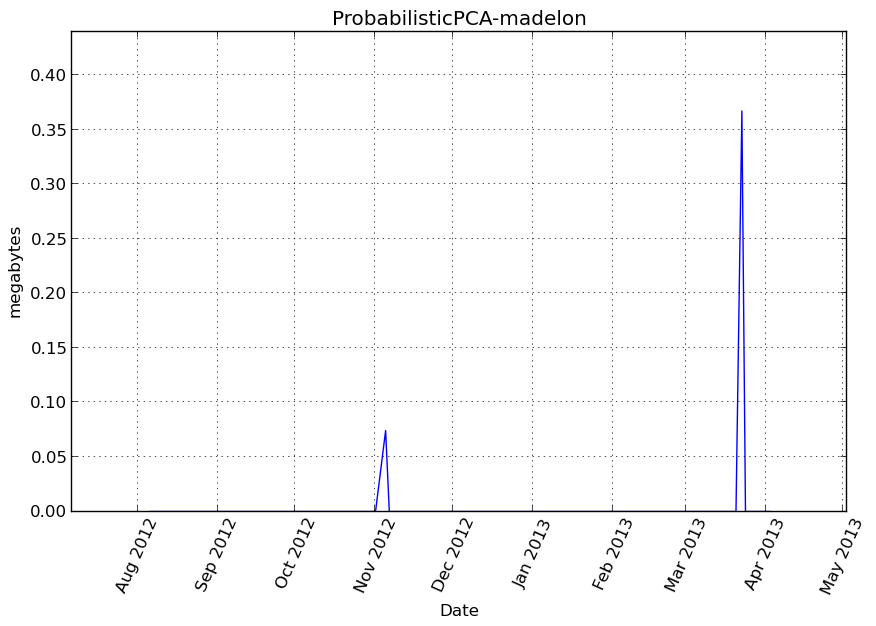 ProbabilisticPCA-madelon
0.40
0.35
0.30
0.25
0.20
0.15
0.10
0.05
0.00
megabytes
Aug 2012
Sep 2012
Oct 2012
Nov 2012
Dec 2012
Jan 2013
Feb 2013
Mar 2013
Apr 2013
May 2013
Date